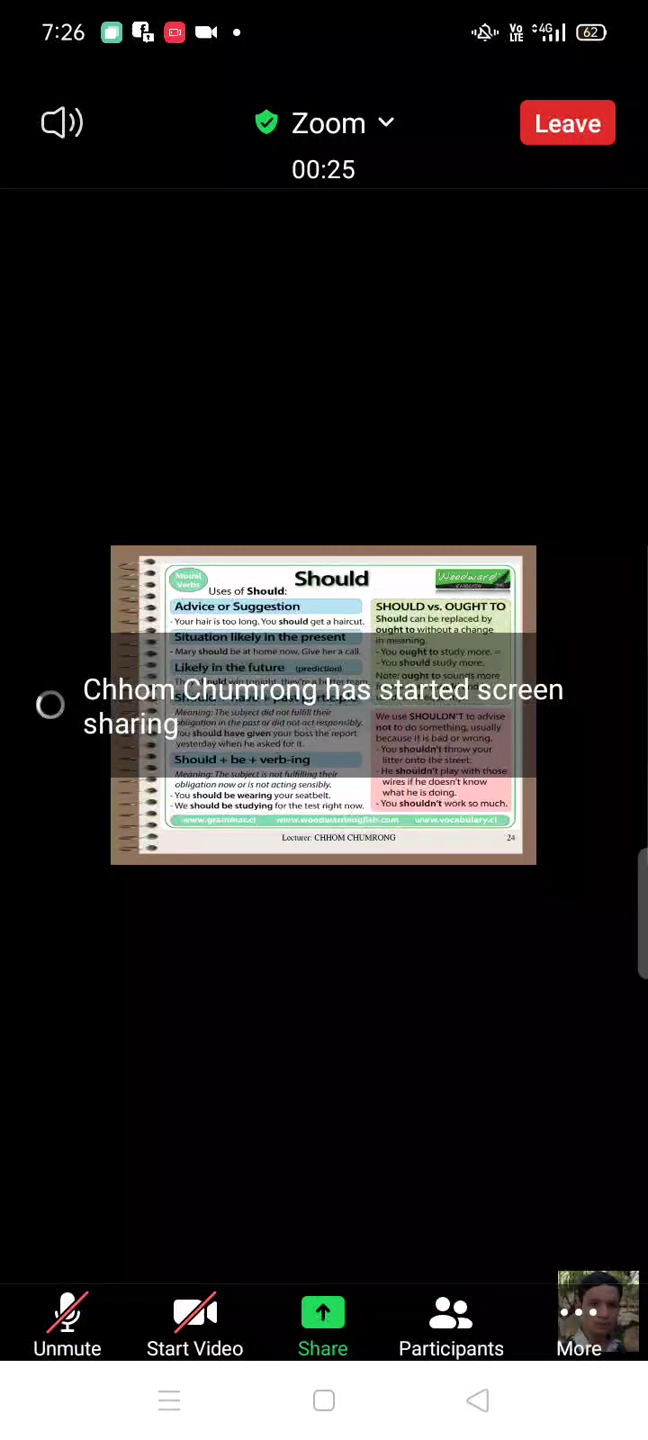 7:26
Vo
LTE
4G
62
Zoom
Leave
00:25
Modal
Verbs
Should
Woodward
Uses of Should:
Advice or Suggestion
- Your hair is too long. You should get a haircut.
Situation likely in the present
- Mary should be at home now. Give her a call.
Likely in the future (prediction)
Should + have + past
Meaning: The subject did not fulfill their
obligation in the past or did not act responsibly.
You should have given your boss the report
yesterday when he asked for it.
Should + be + verb-ing
Meaning: The subject is not fulfilling their
obligation now or is not acting sensibly.
- You should be wearing your seatbelt.
- We should be studying for the test right now.
SHOULD vs. OUGHT TO
Should can be replaced by
ought to without a change
in meaning.
- You ought to study more. =
- You should study more.
Note: ought to sounds more
We use SHOULDN'T to advise
not to do something, usually
because it is bad or wrong.
- You shouldn't throw your
litter onto the street.
- He shouldn't play with those
wires if he doesn't know
what he is doing.
- You shouldn't work so much.
www.grammar.cl www.woodwardenglish.com www.vocabulary.cl
Lecturer: CHHOM CHUMRONG 24
Chhom Chumrong has started screen
sharing
Unmute
Start Video
Share
Participants
More